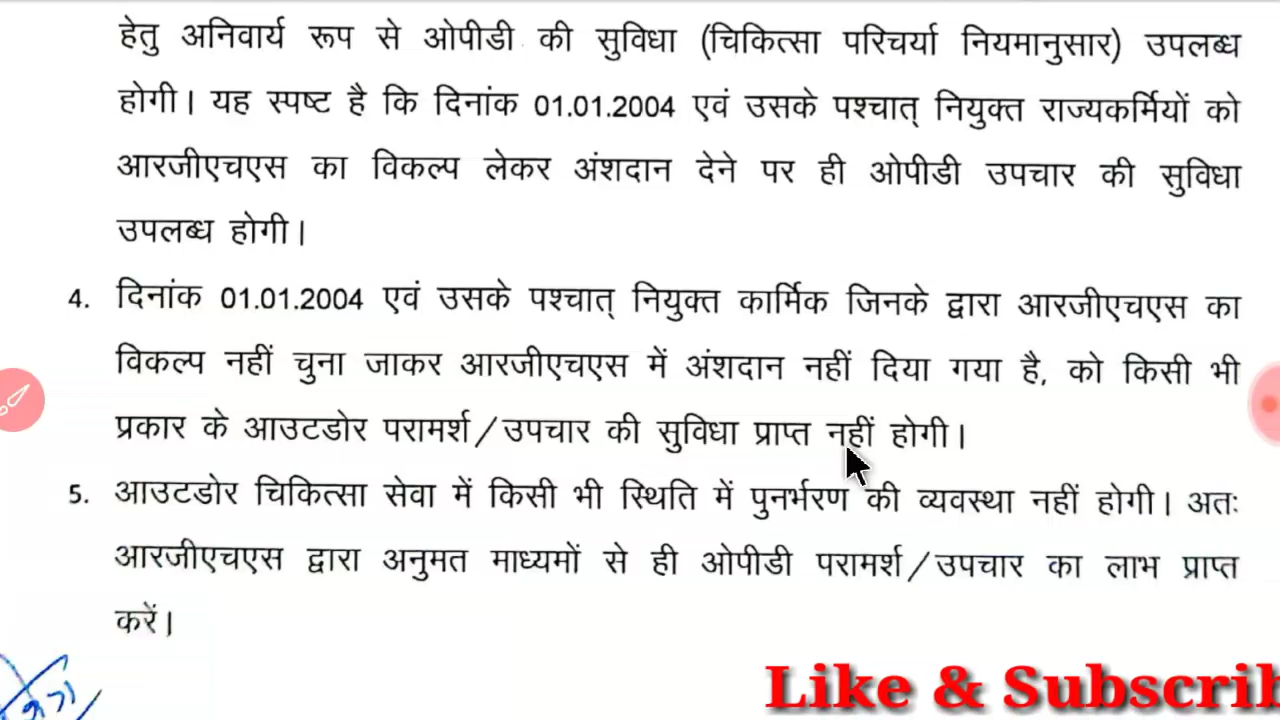 हेतु अनिवार्य रूप से ओपीडी की सुविधा (चिकित्सा परिचर्या नियमानुसार) उपलब्ध
होगी। यह स्पष्ट है कि दिनांक 01.01.2004 एवं उसके पश्चात् नियुक्त राज्यकर्मियों को
आरजीएचएस का विकल्प लेकर अंशदान देने पर ही ओपीडी उपचार की सुविधा
उपलब्ध होगी।
4. दिनांक 01.01.2004 एवं उसके पश्चात् नियुक्त कार्मिक जिनके द्वारा आरजीएचएस का
विकल्प नहीं चुना जाकर आरजीएचएस में अंशदान नहीं दिया गया है, को किसी भी
प्रकार के आउटडोर परामर्श/उपचार की सुविधा प्राप्त नहीं होगी।
5. आउटडोर चिकित्सा सेवा में किसी भी स्थिति में पुनर्भरण की व्यवस्था नहीं होगी। अतः
आरजीएचएस द्वारा अनुमत माध्यमों से ही ओपीडी परामर्श/उपचार का लाभ प्राप्त
करें।
Like & Subscrib